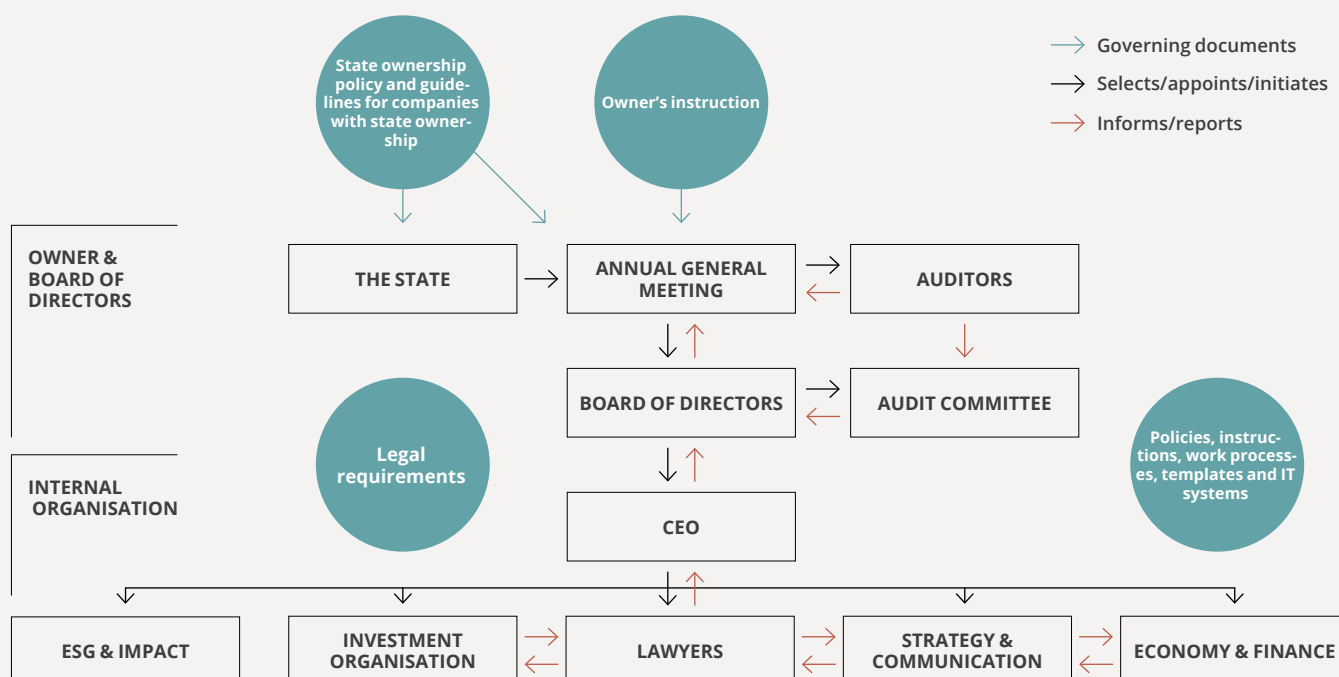 State ownership
policy and guide-
lines for companies
with state owner-
ship
Owner's instruction
Governing documents
Selects/appoints/initiates
Informs/reports
OWNER &
BOARD OF
DIRECTORS
THE STATE
ANNUAL GENERAL
MEETING
AUDITORS
BOARD OF DIRECTORS
AUDIT COMMITTEE
Legal
requirements
Policies, instruc-
tions, work process-
es, templates and IT
systems
INTERNAL
ORGANISATION
CEO
ESG & IMPACT
INVESTMENT
ORGANISATION
LAWYERS
STRATEGY &
COMMUNICATION
ECONOMY & FINANCE